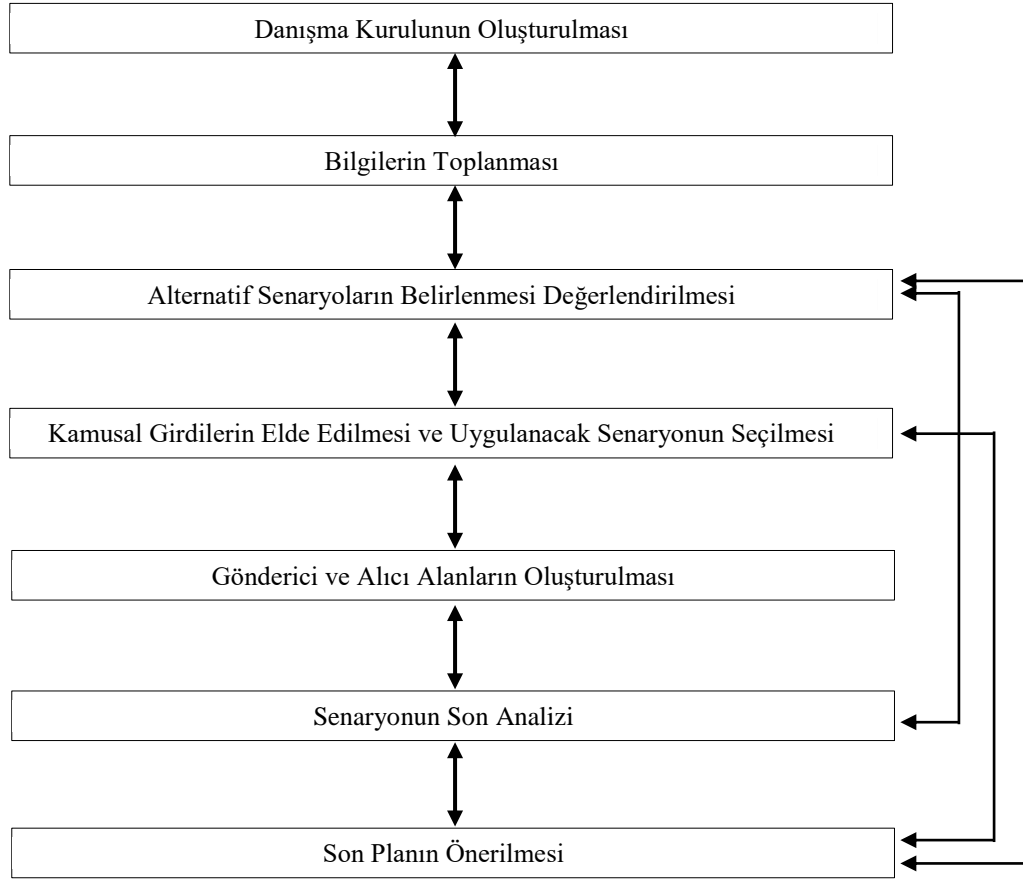 Danışma Kurulunun Oluşturulması
Bilgilerin Toplanması
Alternatif Senaryoların Belirlenmesi Değerlendirilmesi
Kamusal Girdilerin Elde Edilmesi ve Uygulanacak Senaryonun Seçilmesi
Gönderici ve Alıcı Alanların Oluşturulması
Senaryonun Son Analizi
Son Planın Önerilmesi